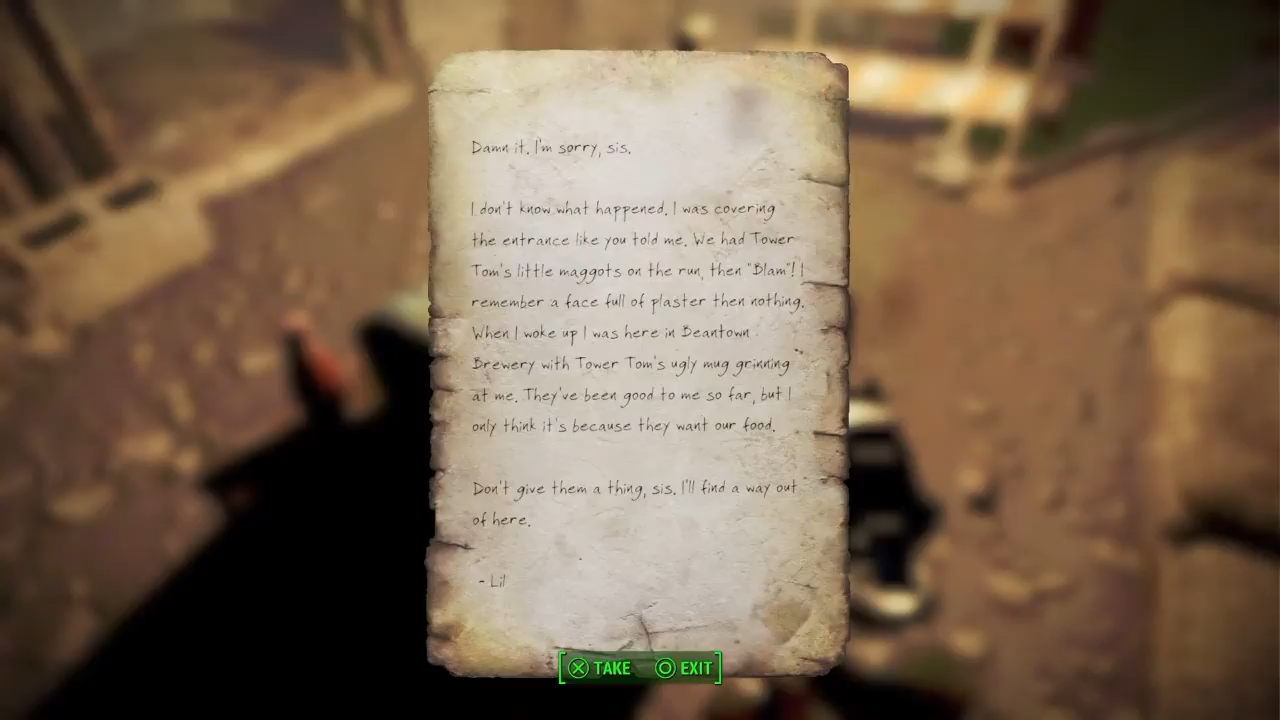 Damn it. I'm sorry, sis.
I don't know what happened. I was covering
the entrance like you told me. We had Tower
Tom's little maggots on the run, then "Blam"! I
remember a face full of plaster then nothing.
When I woke up I was here in Beantown
Brewery with Tower Tom's ugly mug grinning
at me. They've been good to me so far, but I
only think it's because they want our food.
Don't give them a thing, sis. I'll find a way out
of here.
- Lil
TAKE EXIT